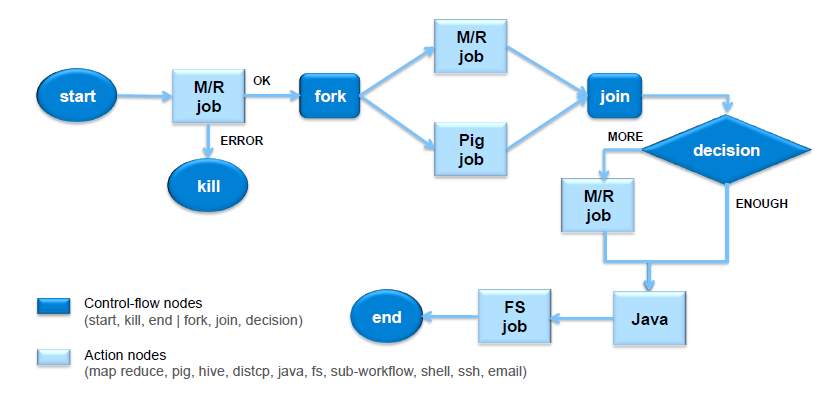 start
M/R
job
OK
ERROR
kill
fork
M/R
job
Pig
job
join
decision
MORE
ENOUGH
M/R
job
Java
FS
job
end
Control-flow nodes
(start, kill, end | fork, join, decision)
Action nodes
(map reduce, pig, hive, distcp, java, fs, sub-workflow, shell, ssh, email)